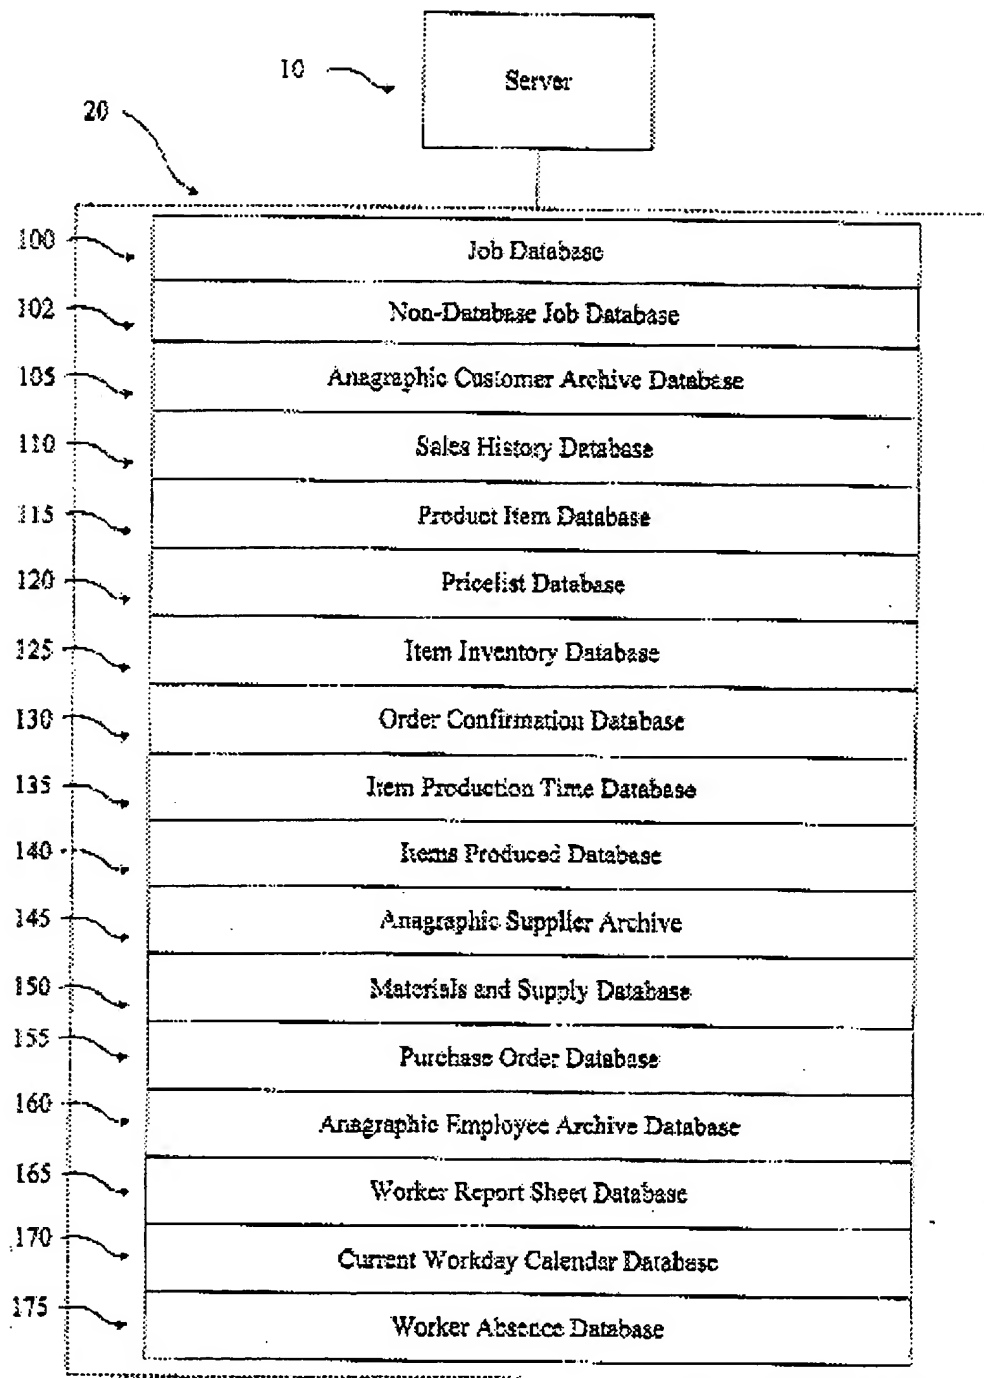 10 Server
20
100 Job Database
102 Non-Database Job Database
105 Anagraphic Customer Archive Database
110 Sales History Database
115 Product Item Database
120 Pricelist Database
125 Item Inventory Database
130 Order Confirmation Database
135 Item Production Time Database
140 Items Produced Database
145 Anagraphic Supplier Archive
150 Materials and Supply Database
155 Purchase Order Database
160 Anagraphic Employee Archive Database
165 Worker Report Sheet Database
170 Current Workday Calendar Database
175 Worker Absence Database